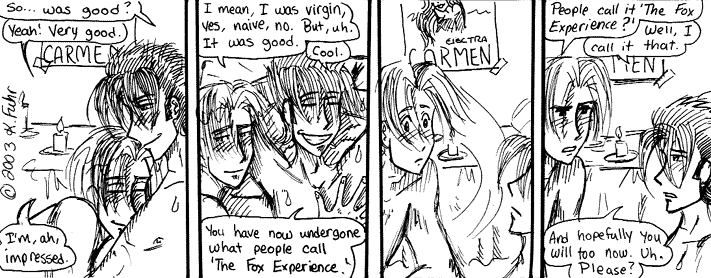 So... was good?
Yeah! Very good.
CARMEN
© 2003 K. Fahr
I'm, ah,
impressed.
I mean, I was virgin,
yes, naive, no. But, uh.
It was good.
Cool.
You have now undergone
what people call
'The Fox Experience.'
ELECTRA
RMEN
People call it 'The Fox
Experience?'
Well, I
call it that.
MEN
And hopefully you
will too now. Uh.
Please?